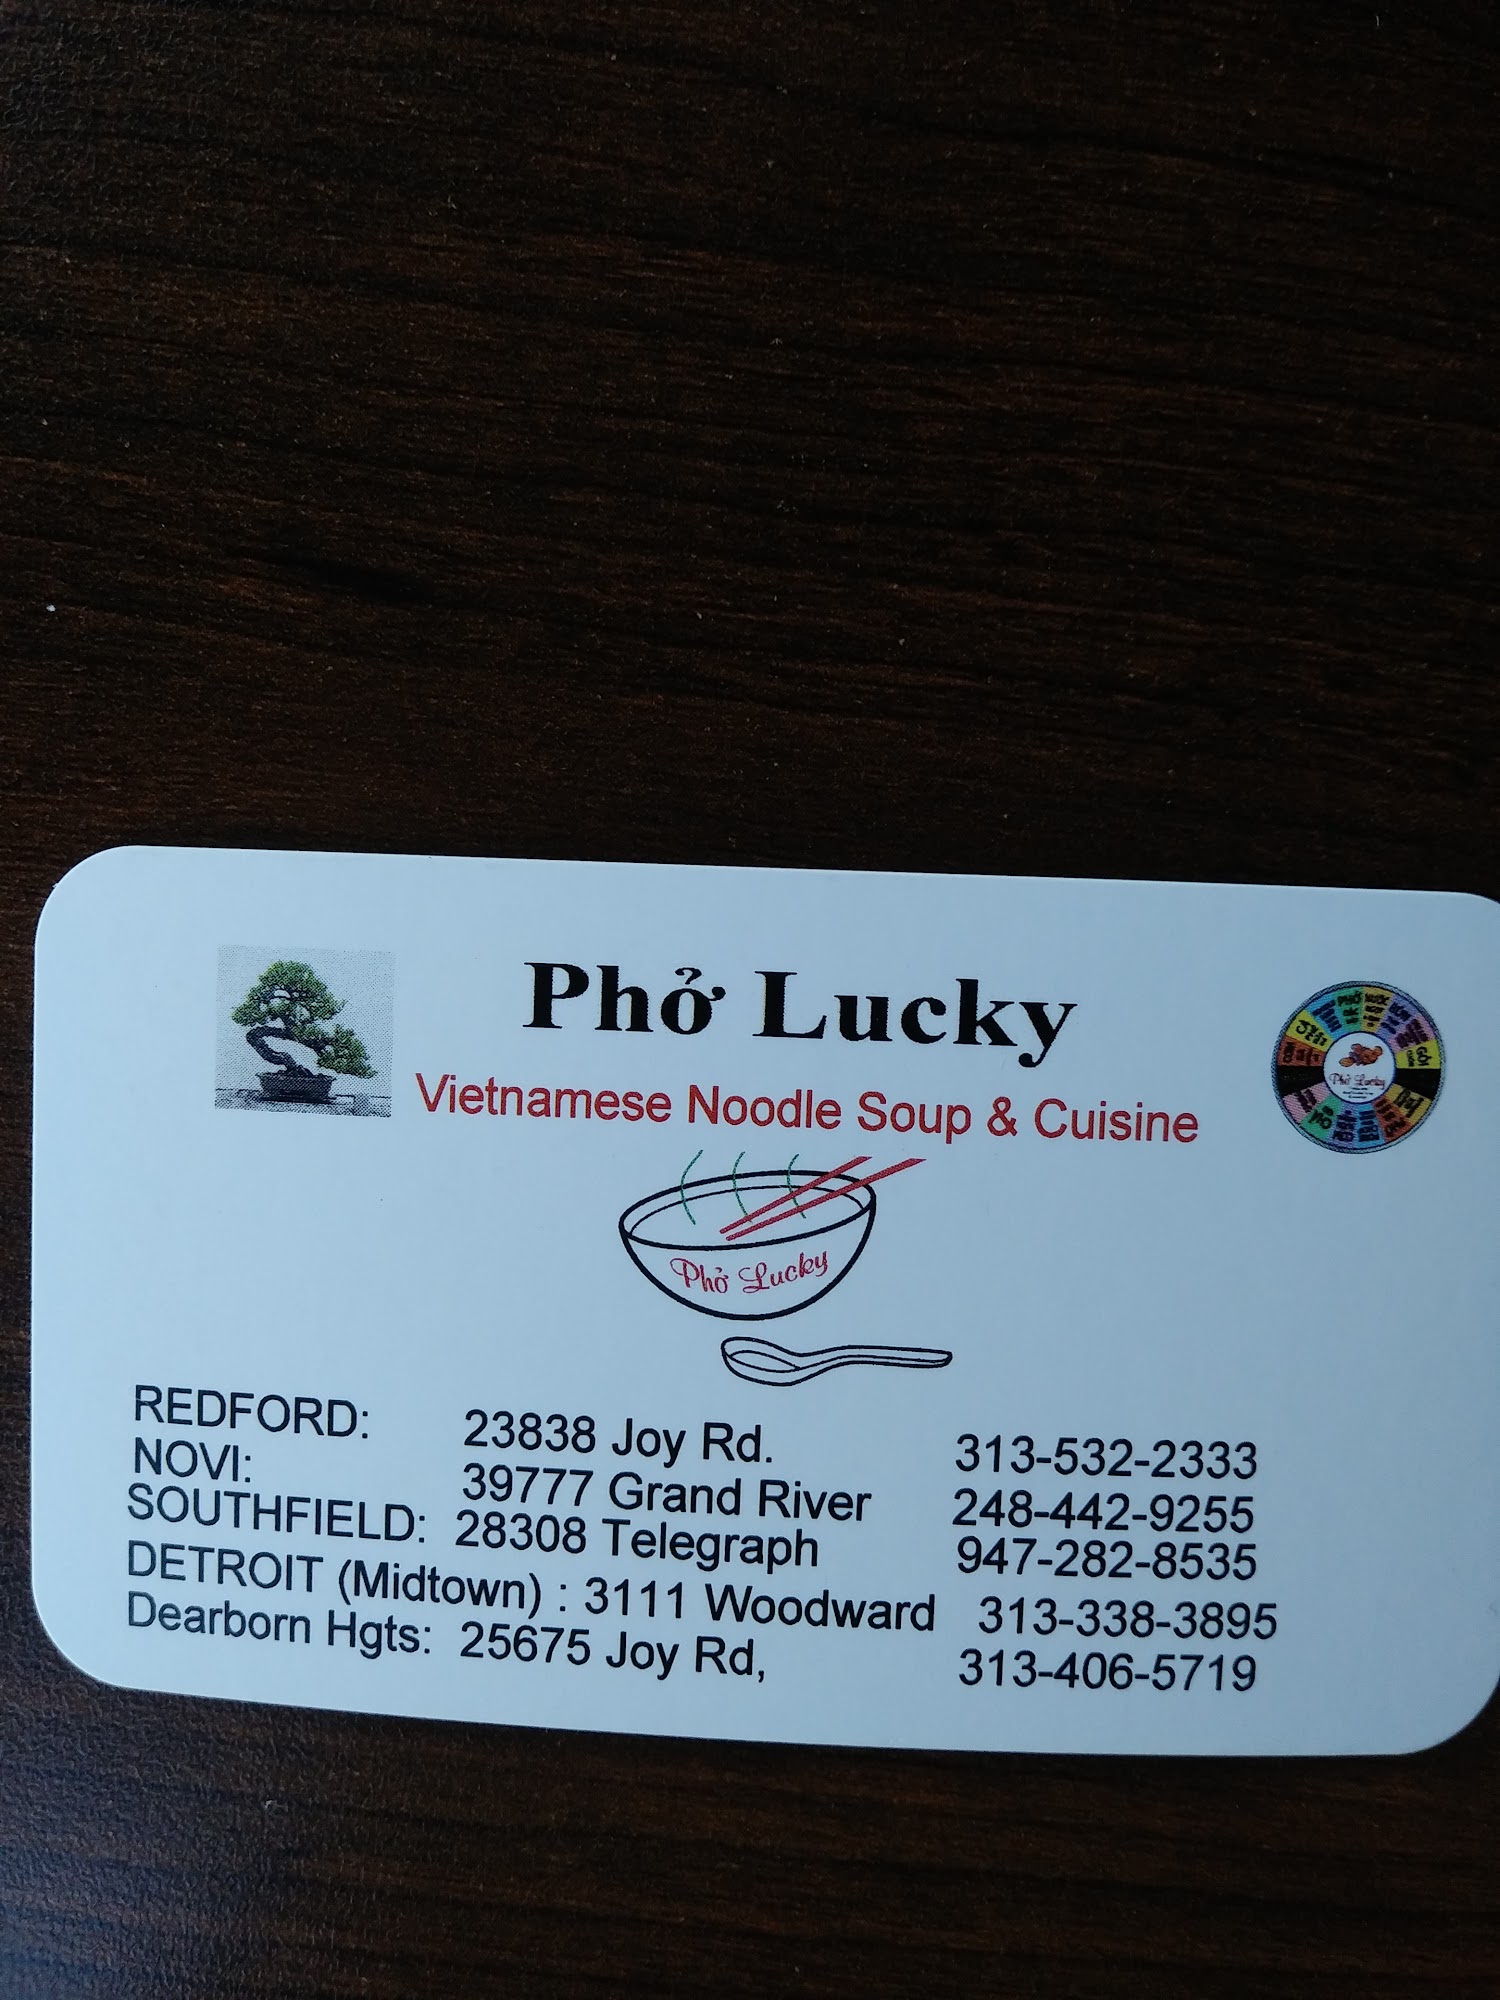 Phở Lucky
Vietnamese Noodle Soup & Cuisine
Phở Lucky
Phở Lucky
REDFORD: 23838 Joy Rd. 313-532-2333
NOVI: 39777 Grand River 248-442-9255
SOUTHFIELD: 28308 Telegraph 947-282-8535
DETROIT (Midtown) : 3111 Woodward 313-338-3895
Dearborn Hgts: 25675 Joy Rd, 313-406-5719